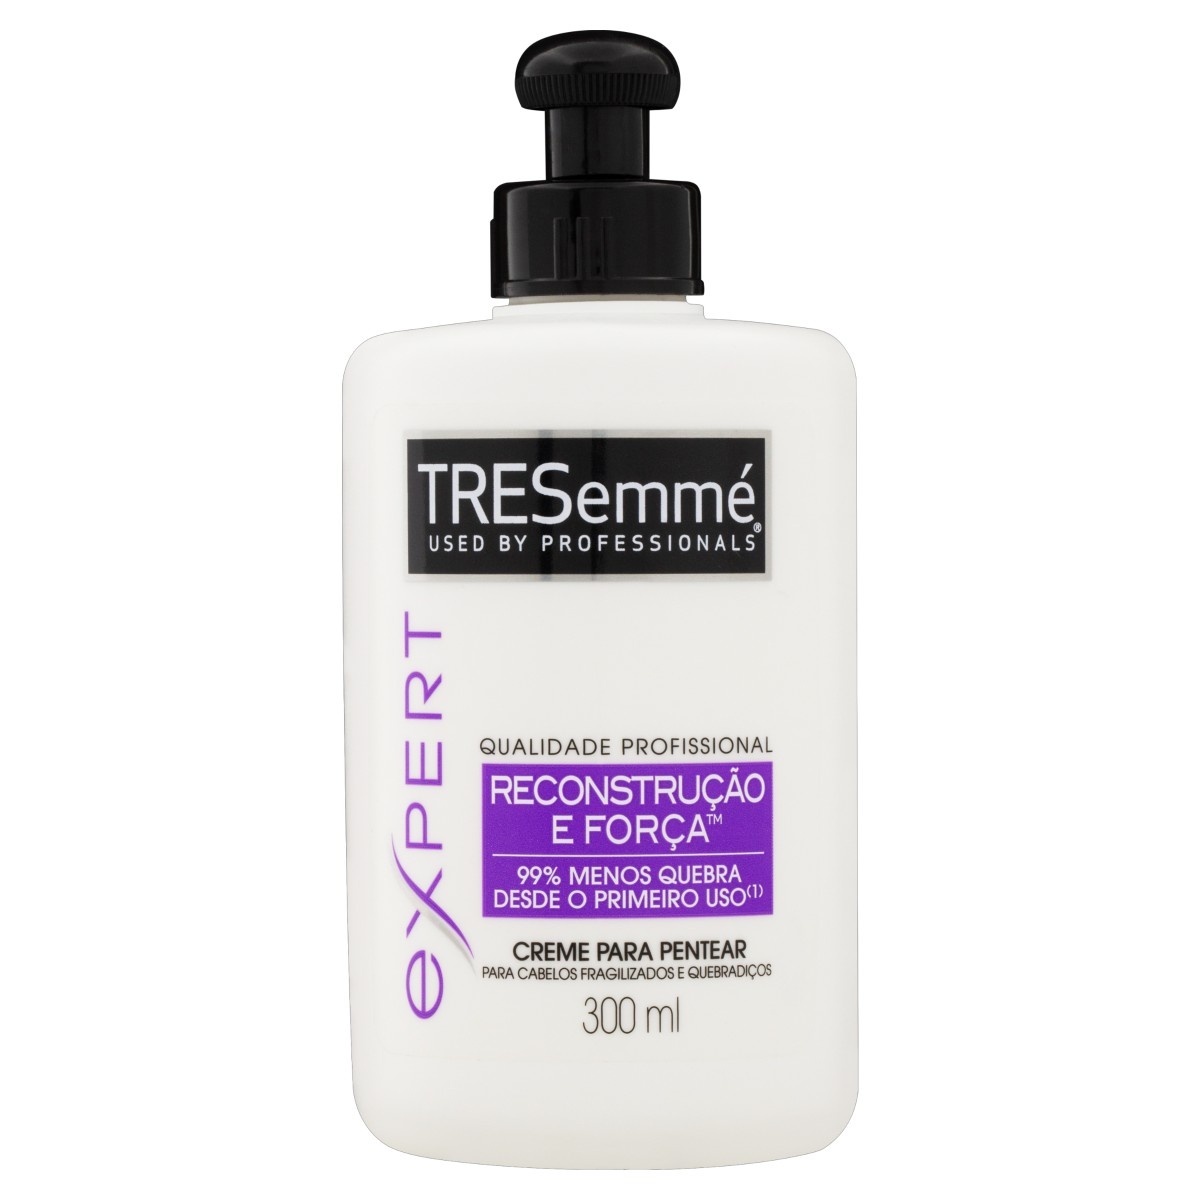 TRESemmé®
USED BY PROFESSIONALS
eXPERT
QUALIDADE PROFISSIONAL
RECONSTRUÇÃO
E FORÇA™
99% MENOS QUEBRA
DESDE O PRIMEIRO USO(1)
CREME PARA PENTEAR
PARA CABELOS FRAGILIZADOS E QUEBRADIÇOS
300 ml